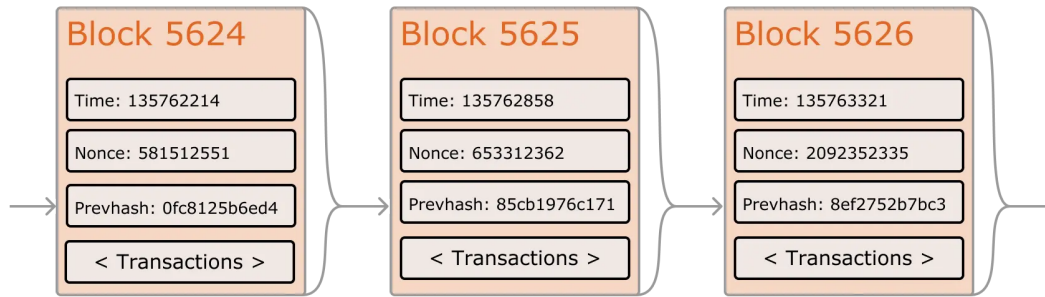 Block 5624
Time: 135762214
Nonce: 581512551
Prevhash: 0fc8125b6ed4
< Transactions >
Block 5625
Time: 135762858
Nonce: 653312362
Prevhash: 85cb1976c171
< Transactions >
Block 5626
Time: 135763321
Nonce: 2092352335
Prevhash: 8ef2752b7bc3
< Transactions >